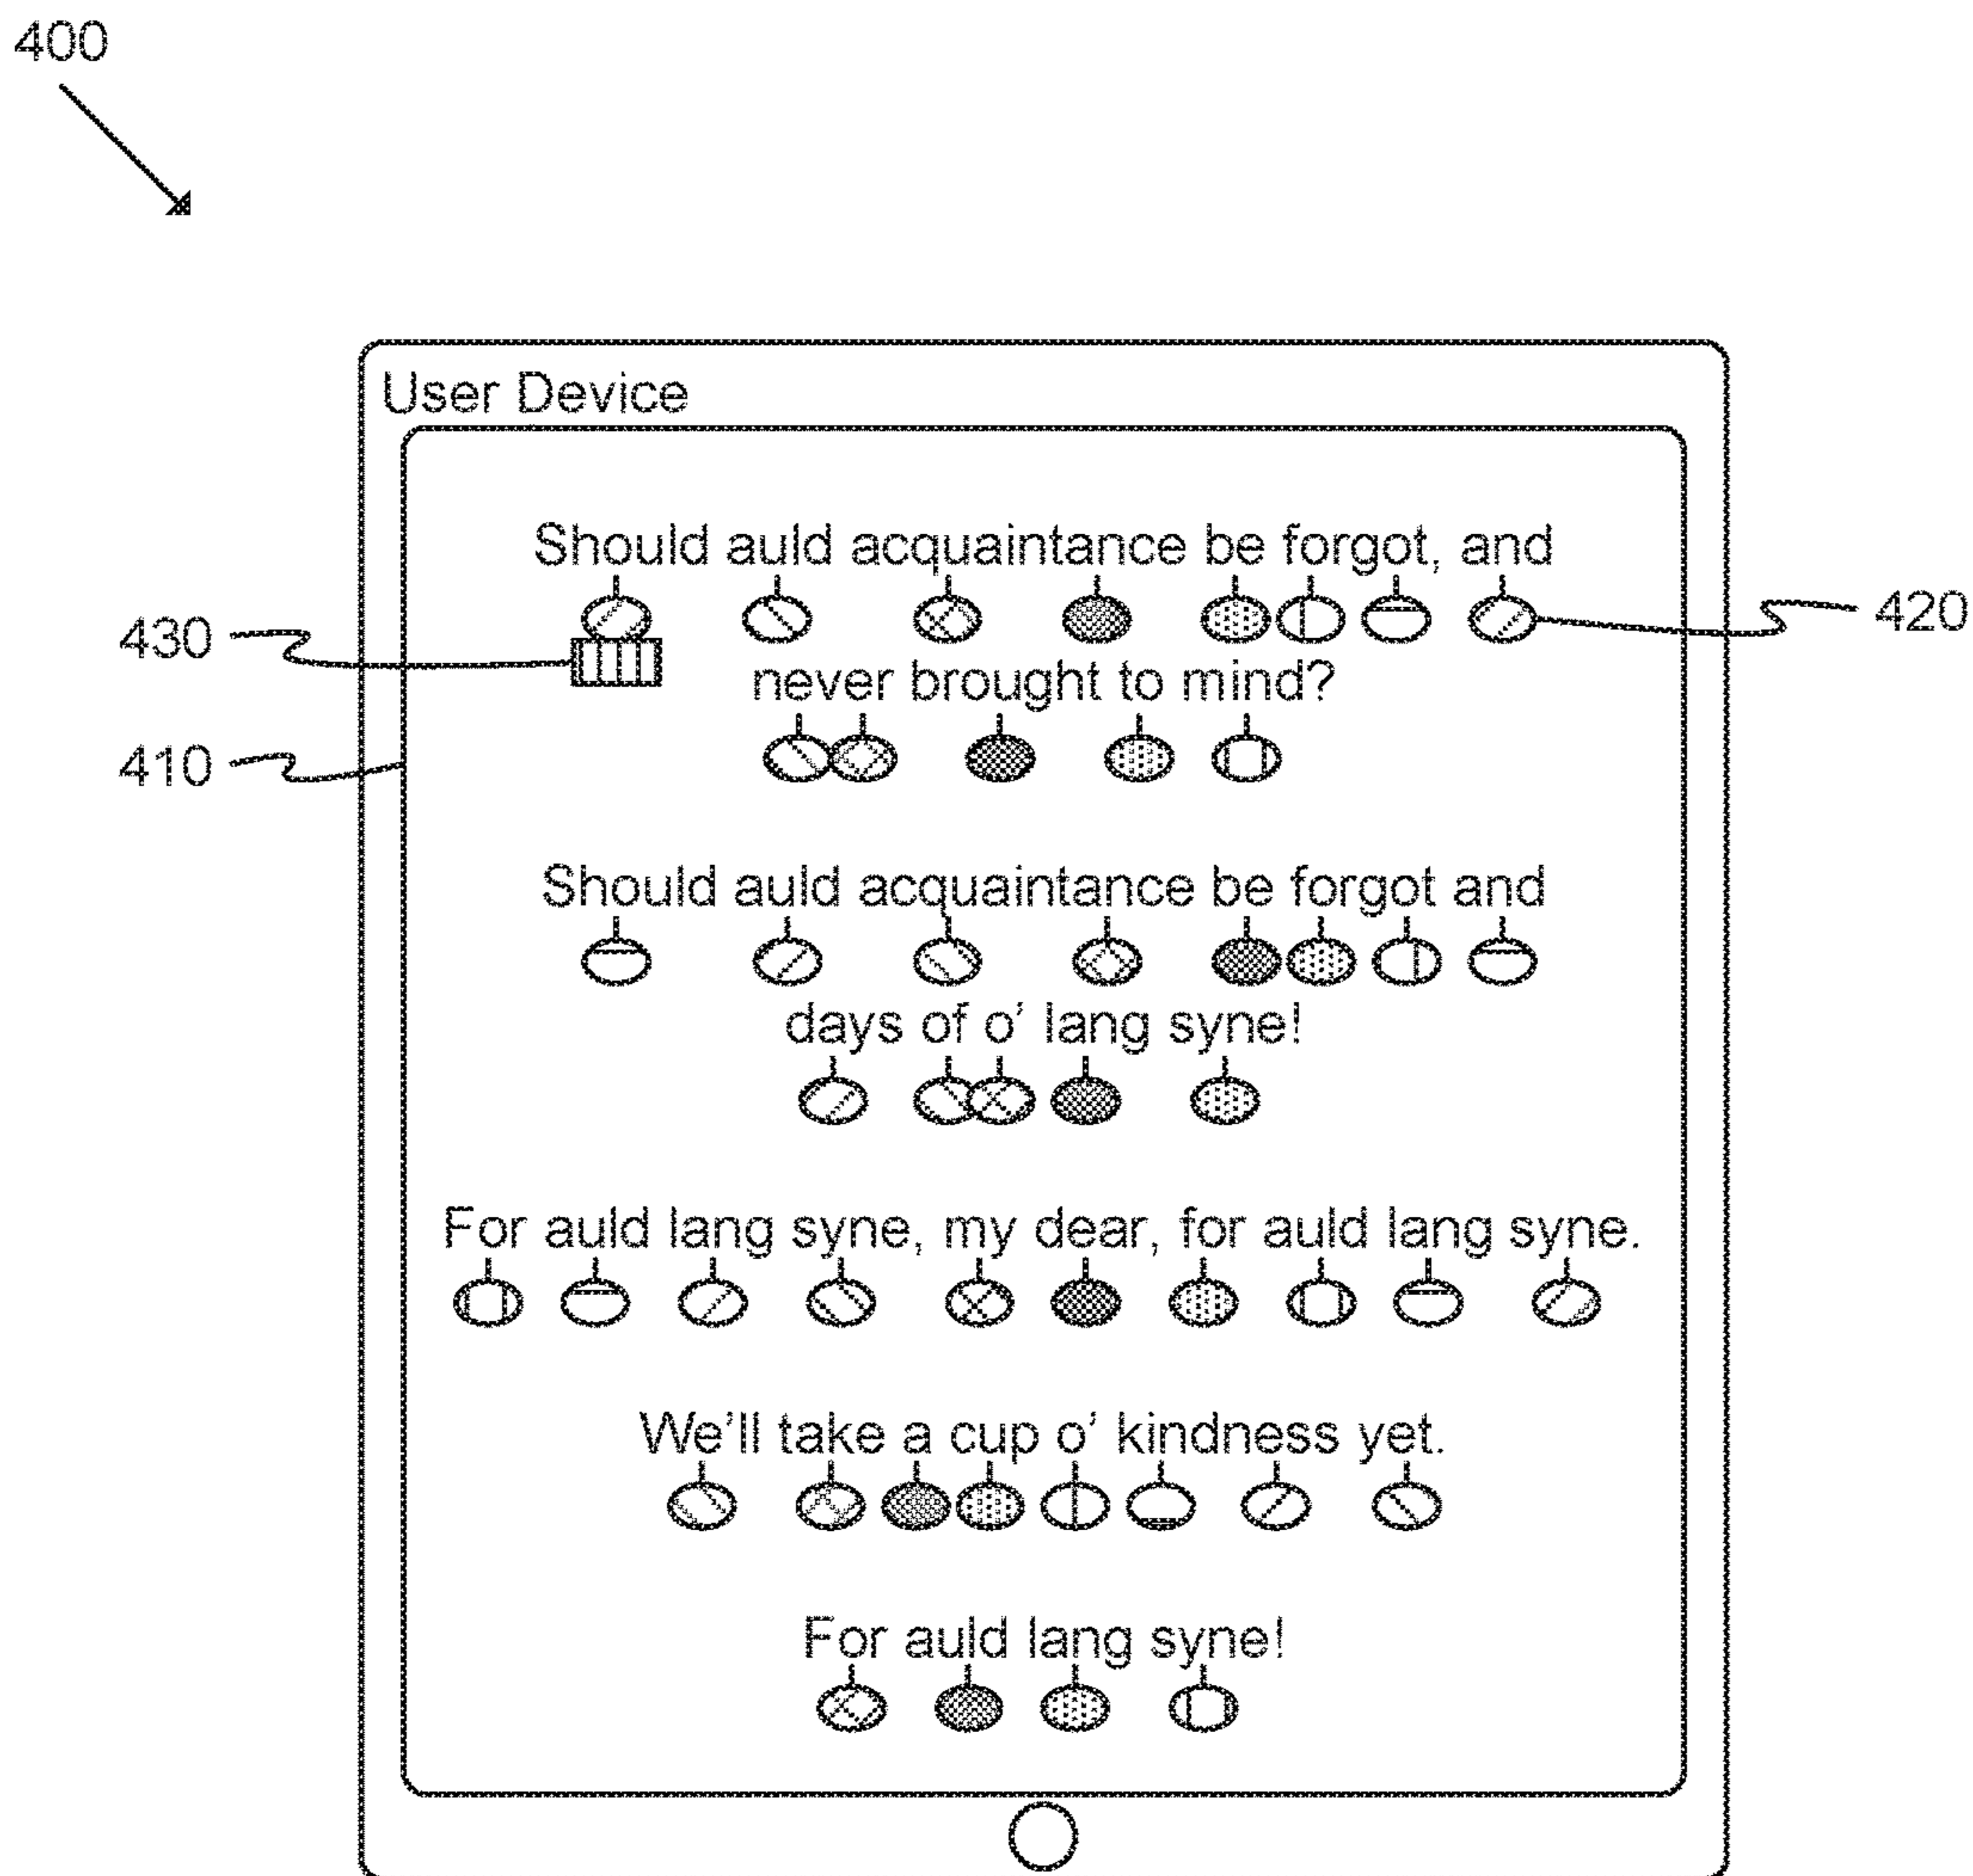 400
User Device
Should auld acquaintance be forgot, and
420
430
never brought to mind?
410
Should auld acquaintance be forgot and
days of o' lang syne!
For auld lang syne, my dear, for auld lang syne.
We'll take a cup o' kindness yet.
For auld lang syne!